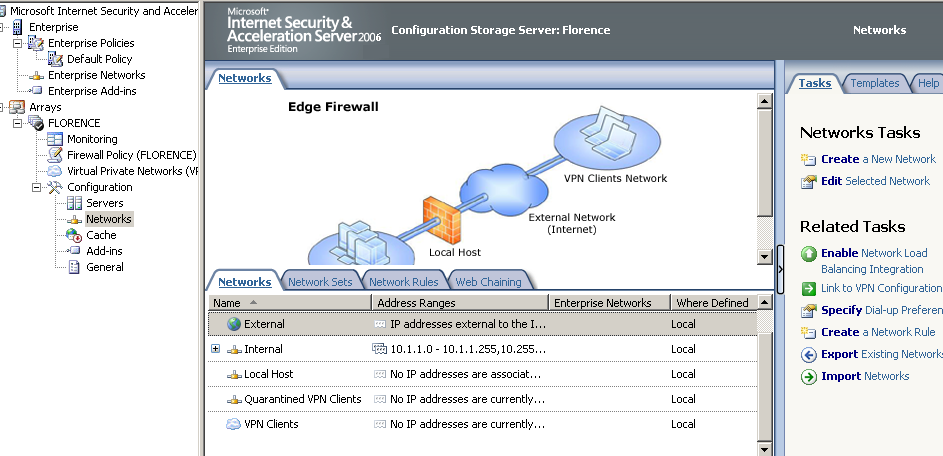 Microsoft Internet Security and Acceler
Enterprise
Enterprise Policies
Default Policy
Enterprise Networks
Enterprise Add-ins
Arrays
FLORENCE
Monitoring
Firewall Policy (FLORENCE)
Virtual Private Networks (VP
Configuration
Servers
Networks
Cache
Add-ins
General
Microsoft®
Internet Security &
Acceleration Server 2006
Enterprise Edition
Configuration Storage Server: Florence
Networks
Networks
Edge Firewall
VPN Clients Network
External Network
(Internet)
Local Host
Networks Network Sets Network Rules Web Chaining
Name Address Ranges Enterprise Networks Where Defined
External IP addresses external to the I... Local
Internal 10.1.1.0 - 10.1.1.255,10.255... Local
Local Host No IP addresses are associat... Local
Quarantined VPN Clients No IP addresses are currently... Local
VPN Clients No IP addresses are currently... Local
Tasks Templates Help
Networks Tasks
Create a New Network
Edit Selected Network
Related Tasks
Enable Network Load
Balancing Integration
Link to VPN Configuration
Specify Dial-up Preferen
Create a Network Rule
Export Existing Networks
Import Networks